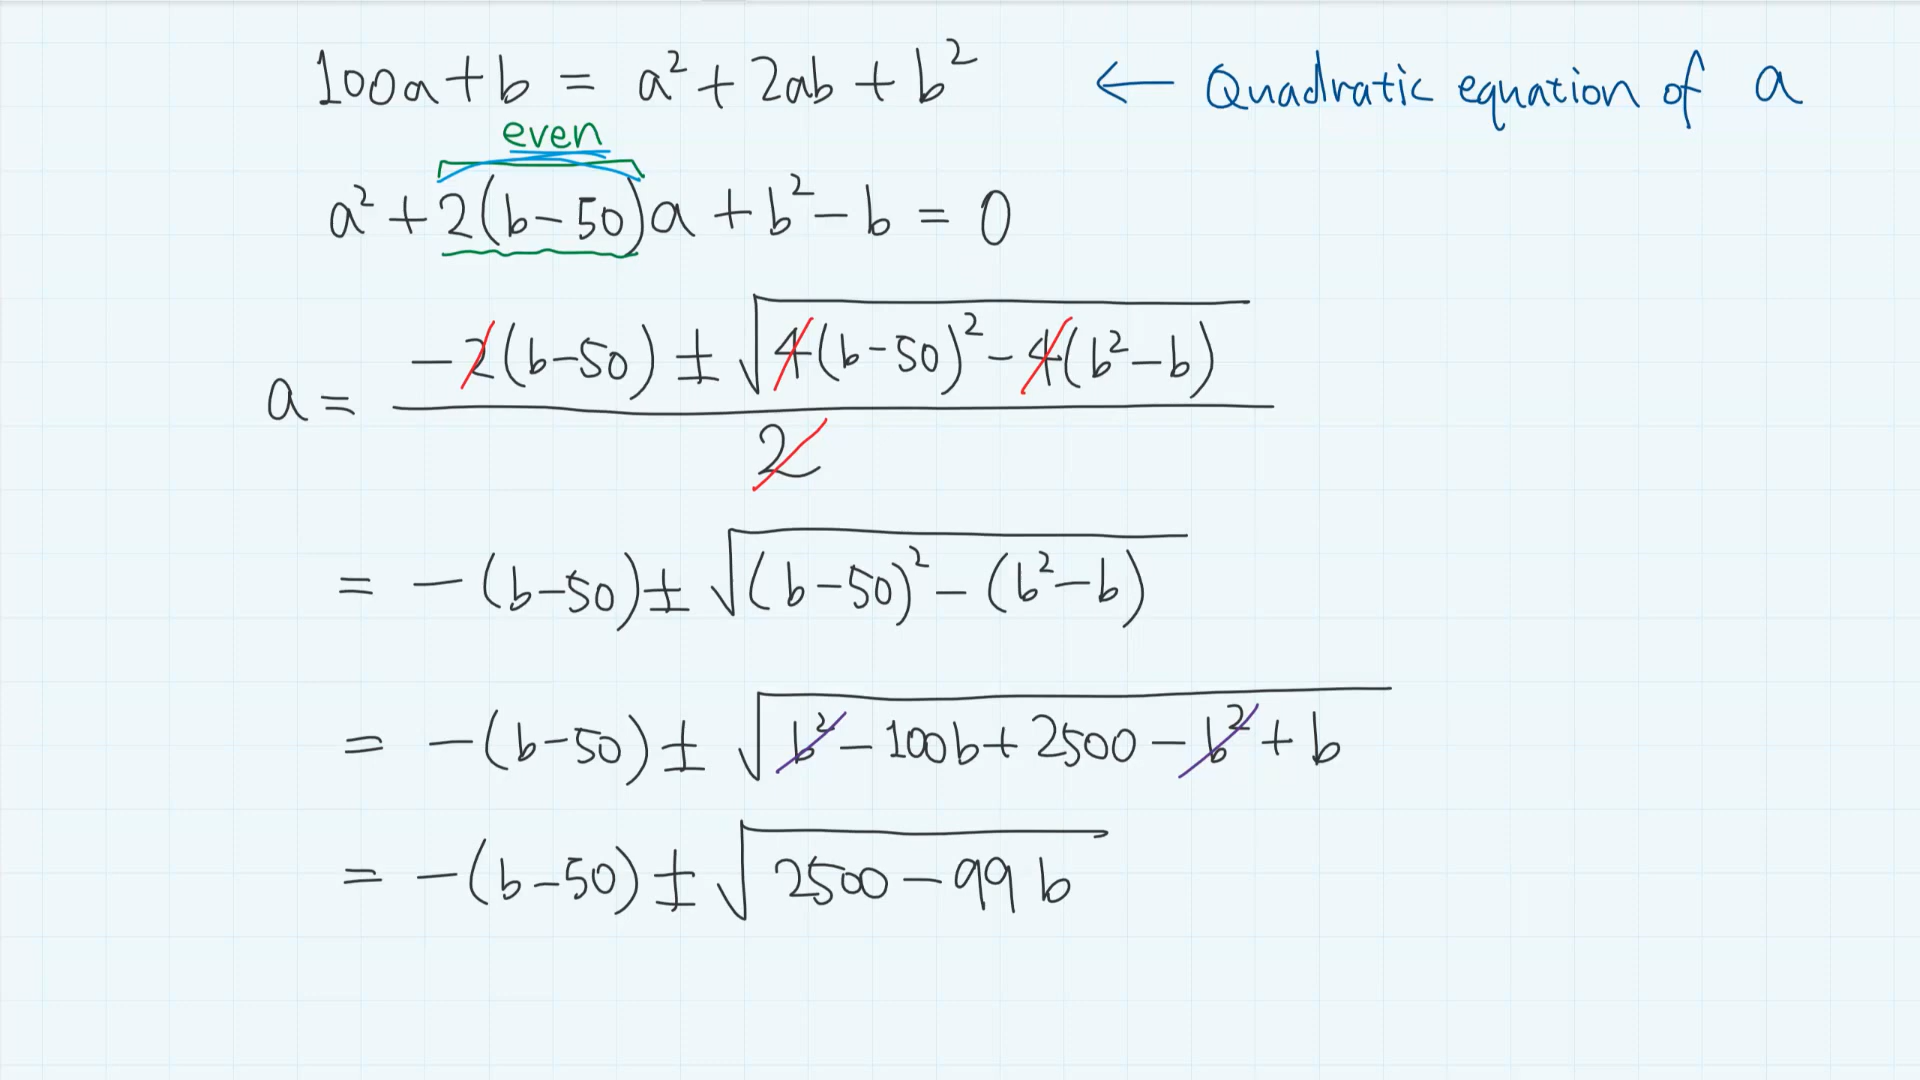 100a + b = a² + 2ab + b² ← Quadratic equation of a
even
a² + 2(b-50)a + b² - b = 0
a = (-2(b-50) ± √(4(b-50)² - 4(b²-b))) / 2
= -(b-50) ± √((b-50)² - (b²-b))
= -(b-50) ± √(b² - 100b + 2500 - b² + b)
= -(b-50) ± √(2500 - 99b)